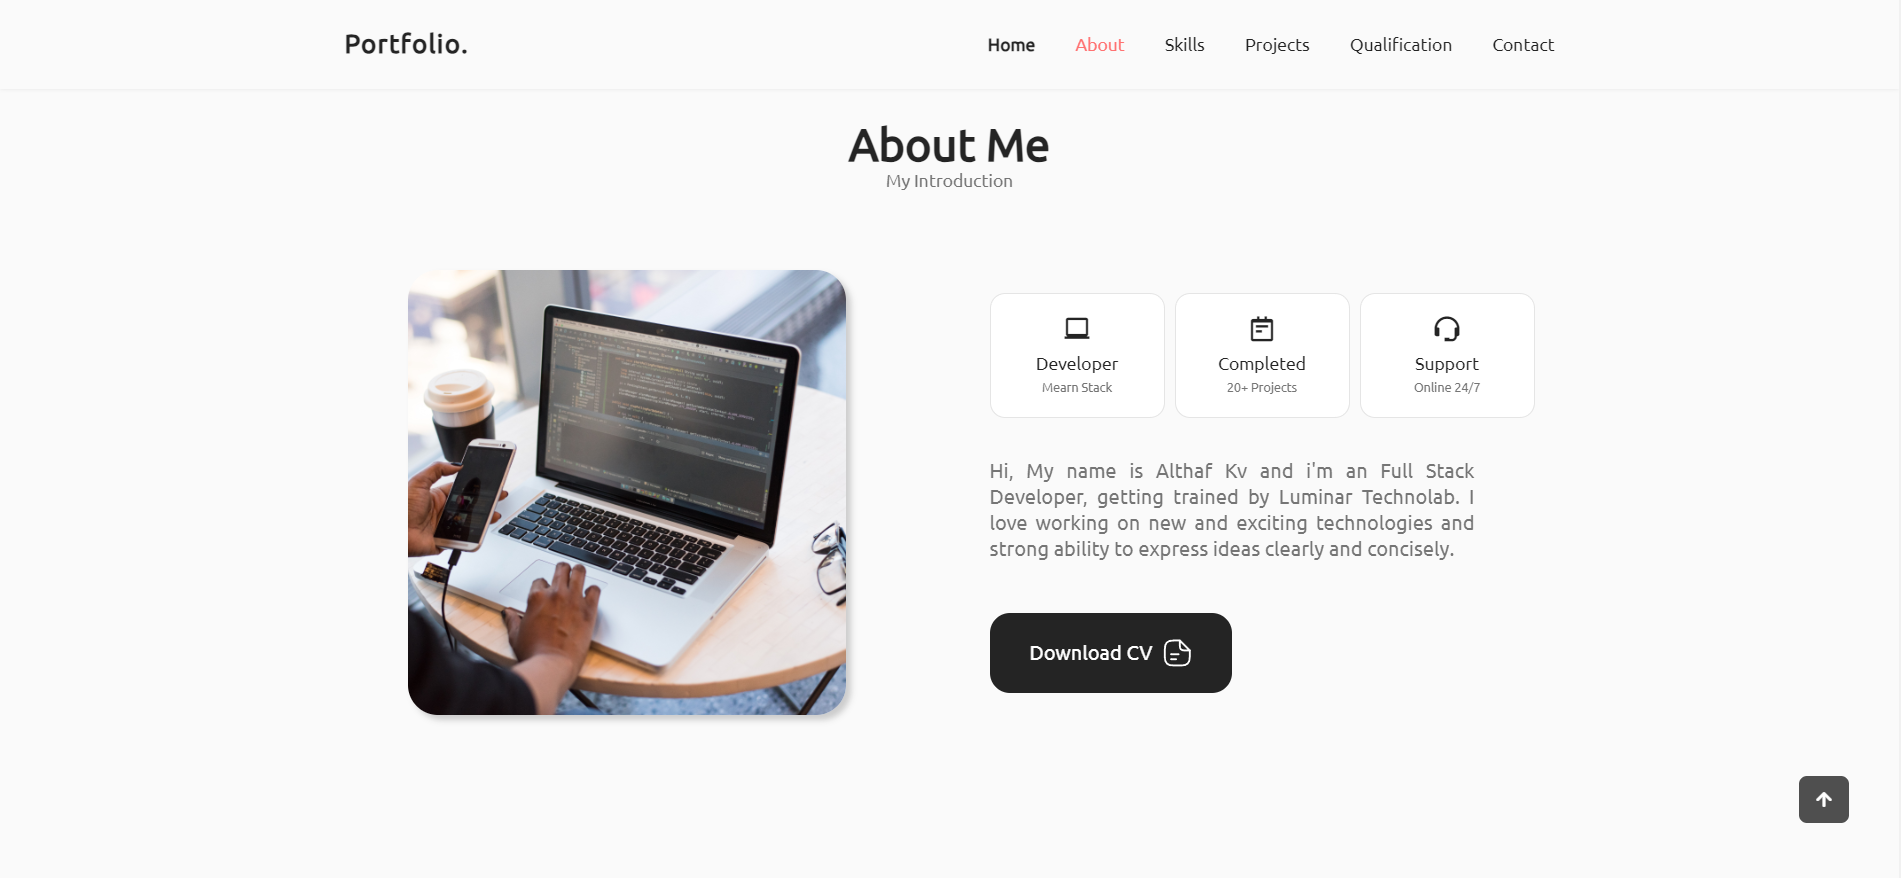 Portfolio.
Home About Skills Projects Qualification Contact
About Me
My Introduction
Developer
Mearn Stack
Completed
20+ Projects
Support
Online 24/7
Hi, My name is Althaf Kv and i'm an Full Stack
Developer, getting trained by Luminar Technolab. I
love working on new and exciting technologies and
strong ability to express ideas clearly and concisely.
Download CV